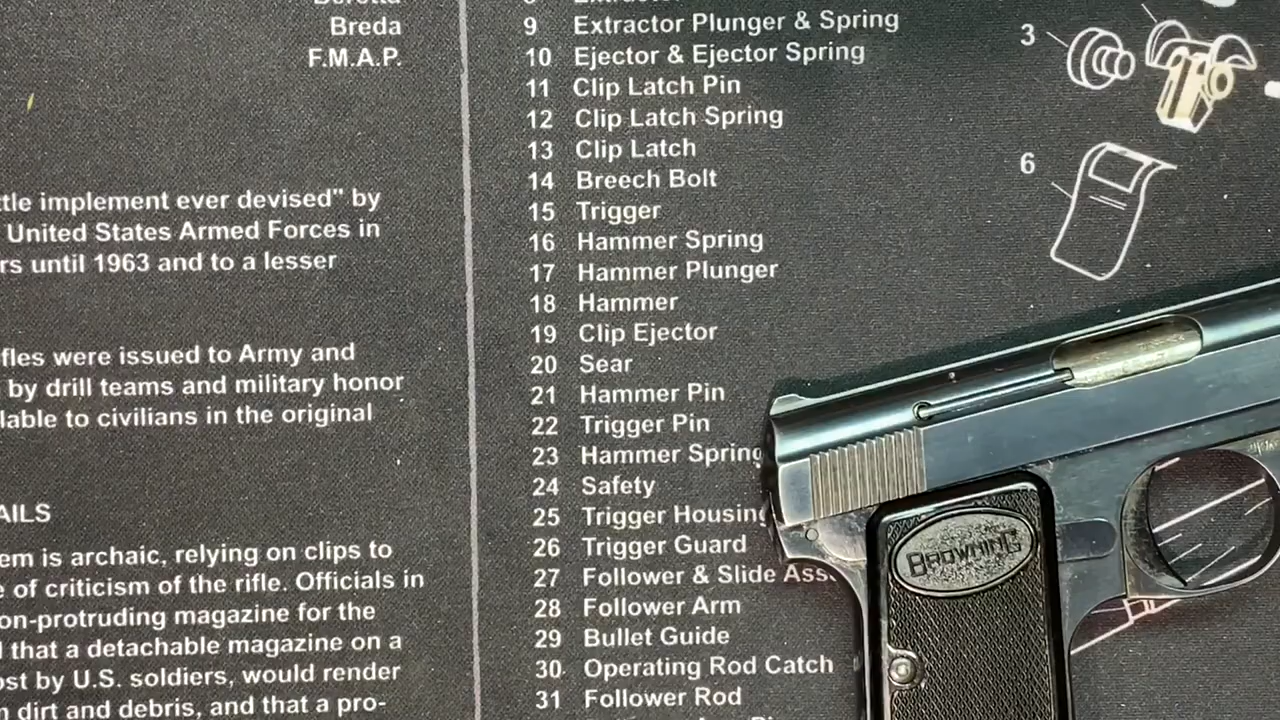 Beretta
Breda
F.M.A.P.
ttle implement ever devised" by
United States Armed Forces in
rs until 1963 and to a lesser
fles were issued to Army and
by drill teams and military honor
lable to civilians in the original
AILS
em is archaic, relying on clips to
e of criticism of the rifle. Officials in
on-protruding magazine for the
d that a detachable magazine on a
ost by U.S. soldiers, would render
n dirt and debris, and that a pro-
9 Extractor Plunger & Spring
10 Ejector & Ejector Spring
11 Clip Latch Pin
12 Clip Latch Spring
13 Clip Latch
14 Breech Bolt
15 Trigger
16 Hammer Spring
17 Hammer Plunger
18 Hammer
19 Clip Ejector
20 Sear
21 Hammer Pin
22 Trigger Pin
23 Hammer Spring
24 Safety
25 Trigger Housing
26 Trigger Guard
27 Follower & Slide Ass
28 Follower Arm
29 Bullet Guide
30 Operating Rod Catch
31 Follower Rod
3
6
BROWNING